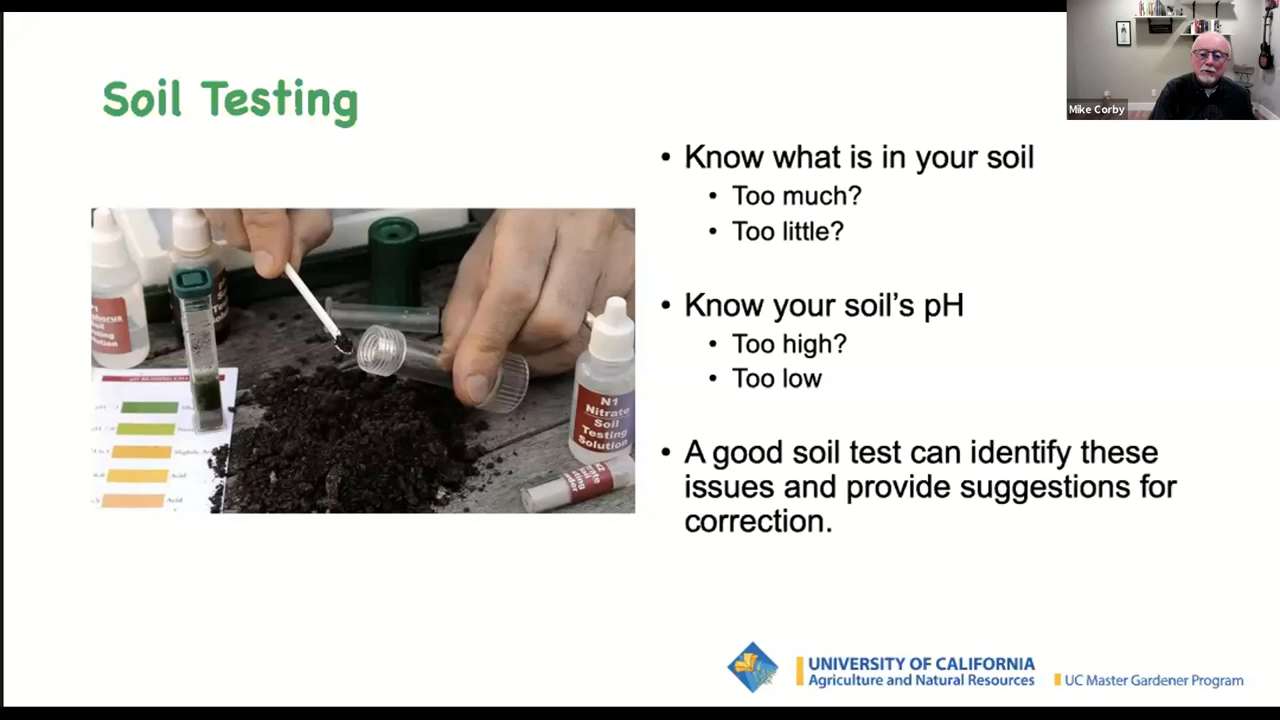 Soil Testing
Mike Corby
• Know what is in your soil
• Too much?
• Too little?
• Know your soil's pH
• Too high?
• Too low
• A good soil test can identify these
issues and provide suggestions for
correction.
N1
Nitrate
Soil
Testing
Solution
Acid
Acid
UNIVERSITY OF CALIFORNIA
Agriculture and Natural Resources
UC Master Gardener Program